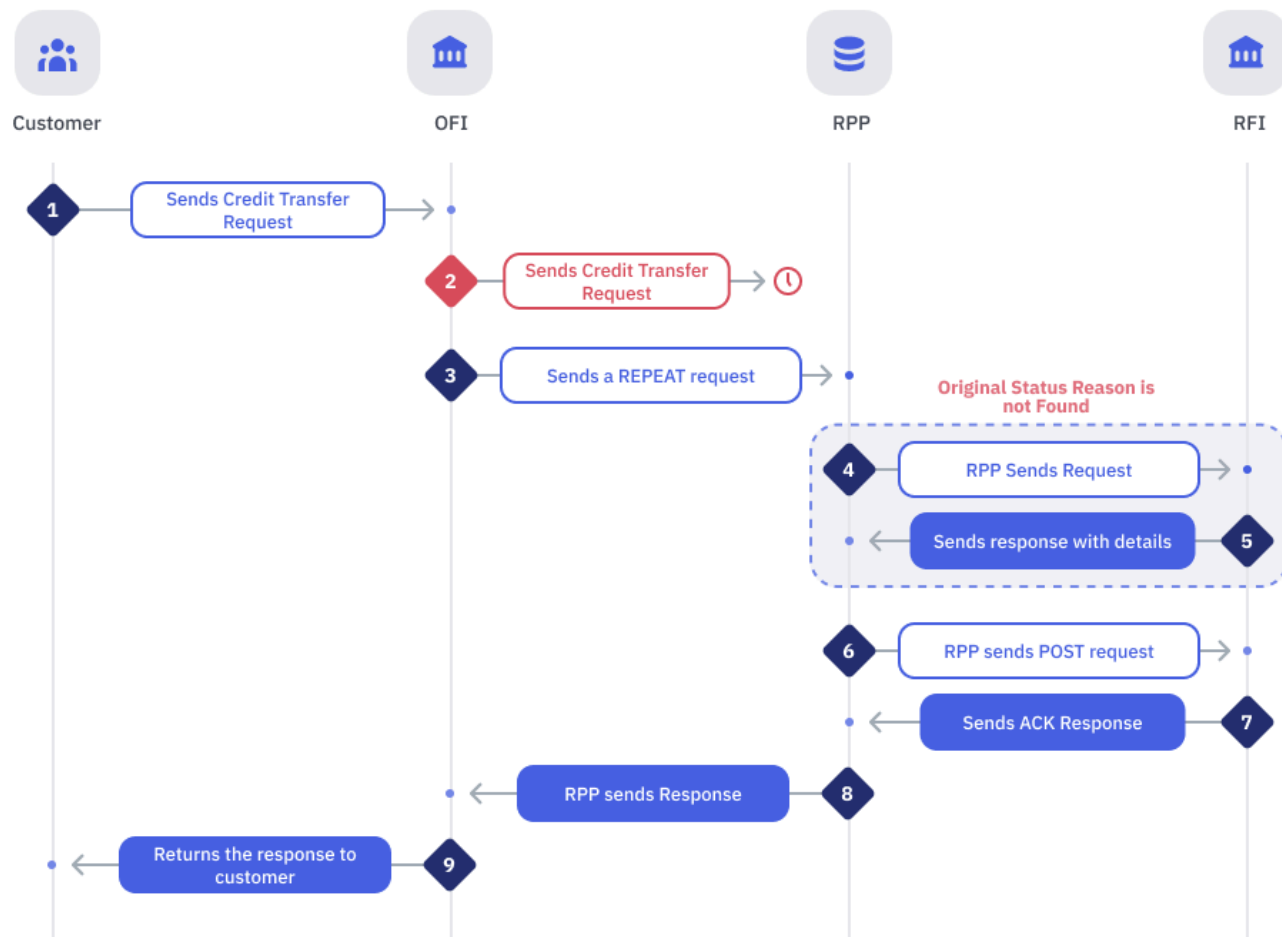 Customer
OFI
RPP
RFI
1
Sends Credit Transfer
Request
2
Sends Credit Transfer
Request
3
Sends a REPEAT request
Original Status Reason is
not Found
4
RPP Sends Request
Sends response with details
5
6
RPP sends POST request
Sends ACK Response
7
RPP sends Response
8
Returns the response to
customer
9